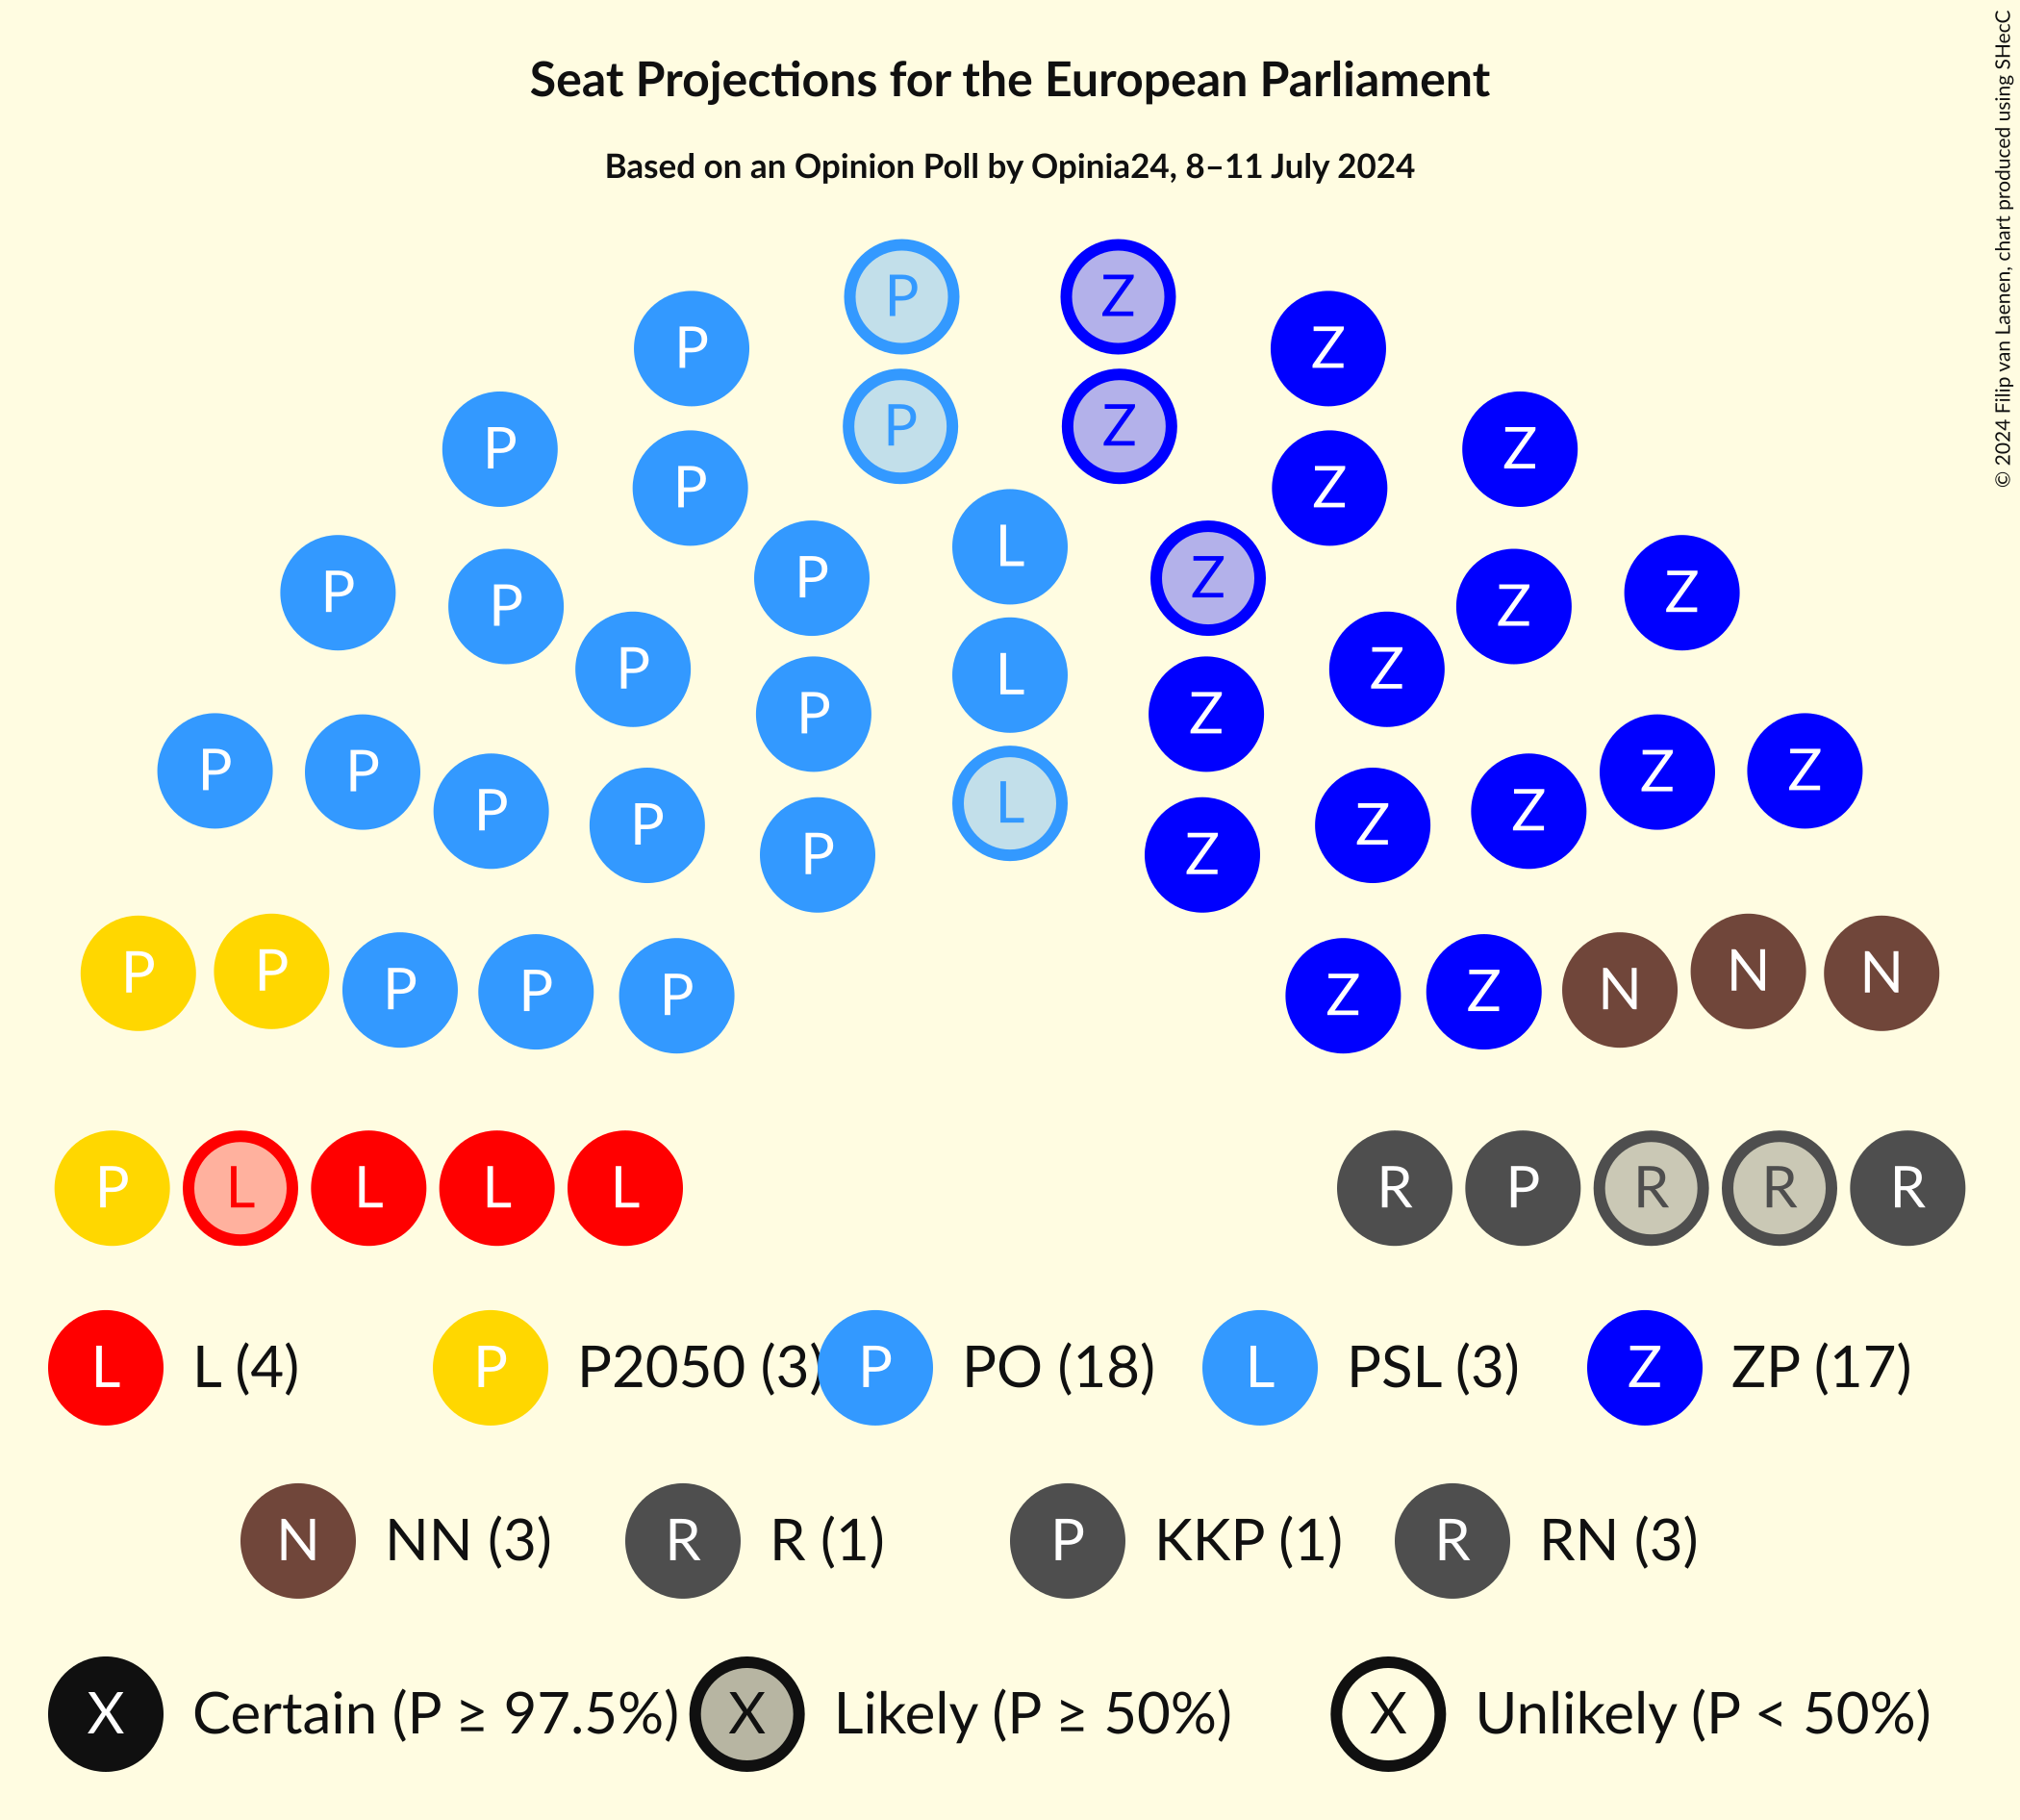 Seat Projections for the European Parliament
Based on an Opinion Poll by Opinia24, 8–11 July 2024
© 2024 Filip van Laenen, chart produced using SHecC
P Z
P Z
P Z
P Z
P Z
P Z
L
P Z
P Z
P Z
P Z
L
P Z
P Z
P P Z Z
L
P Z
P Z
P Z
P P Z N N
P P Z N
P Z
P L L L L R P R R R
L L (4) P P2050 (3) P PO (18) L PSL (3) Z ZP (17)
N NN (3) R R (1) P KKP (1) R RN (3)
X Certain (P ≥ 97.5%) X Likely (P ≥ 50%) X Unlikely (P < 50%)